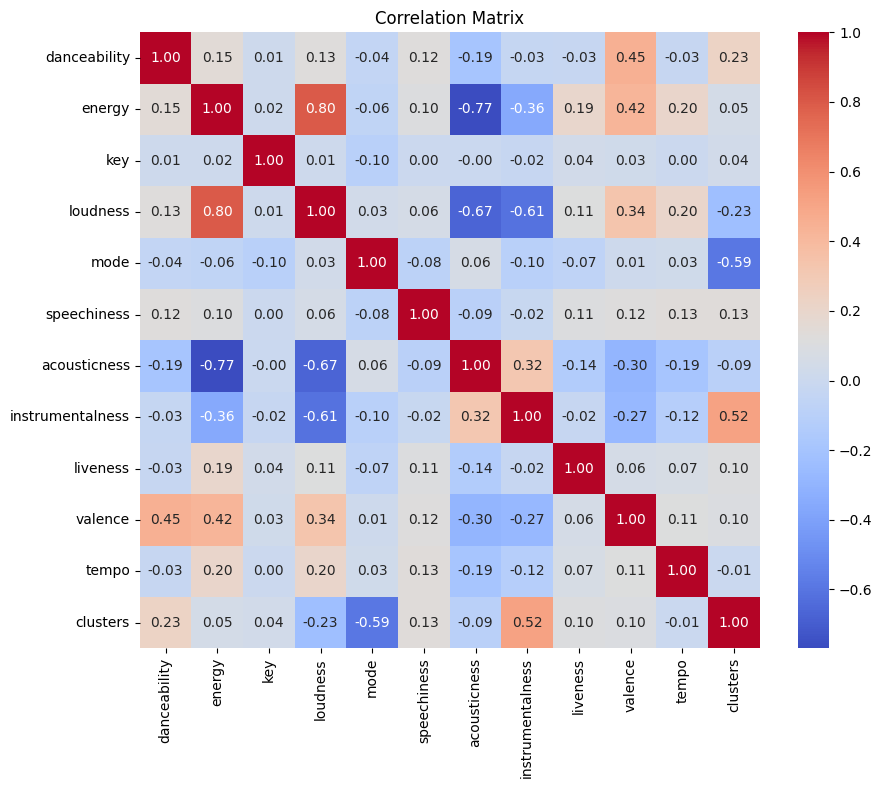 Correlation Matrix
danceability 1.00 0.15 0.01 0.13 -0.04 0.12 -0.19 -0.03 -0.03 0.45 -0.03 0.23
energy 0.15 1.00 0.02 0.80 -0.06 0.10 -0.77 -0.36 0.19 0.42 0.20 0.05
key 0.01 0.02 1.00 0.01 -0.10 0.00 -0.00 -0.02 0.04 0.03 0.00 0.04
loudness 0.13 0.80 0.01 1.00 0.03 0.06 -0.67 -0.61 0.11 0.34 0.20 -0.23
mode -0.04 -0.06 -0.10 0.03 1.00 -0.08 0.06 -0.10 -0.07 0.01 0.03 -0.59
speechiness 0.12 0.10 0.00 0.06 -0.08 1.00 -0.09 -0.02 0.11 0.12 0.13 0.13
acousticness -0.19 -0.77 -0.00 -0.67 0.06 -0.09 1.00 0.32 -0.14 -0.30 -0.19 -0.09
instrumentalness -0.03 -0.36 -0.02 -0.61 -0.10 -0.02 0.32 1.00 -0.02 -0.27 -0.12 0.52
liveness -0.03 0.19 0.04 0.11 -0.07 0.11 -0.14 -0.02 1.00 0.06 0.07 0.10
valence 0.45 0.42 0.03 0.34 0.01 0.12 -0.30 -0.27 0.06 1.00 0.11 0.10
tempo -0.03 0.20 0.00 0.20 0.03 0.13 -0.19 -0.12 0.07 0.11 1.00 -0.01
clusters 0.23 0.05 0.04 -0.23 -0.59 0.13 -0.09 0.52 0.10 0.10 -0.01 1.00
danceability energy key loudness mode speechiness acousticness instrumentalness liveness valence tempo clusters
1.0
0.8
0.6
0.4
0.2
0.0
−0.2
−0.4
−0.6